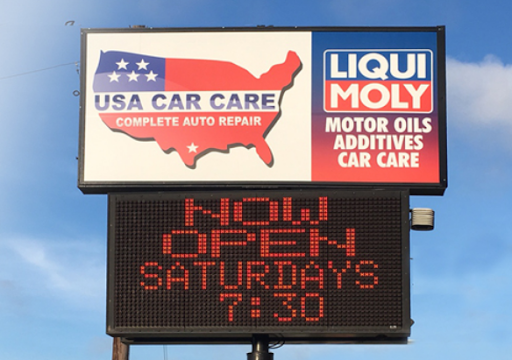 USA CAR CARE
COMPLETE AUTO REPAIR
LIQUI
MOLY
MOTOR OILS
ADDITIVES
CAR CARE
NOW
OPEN
SATURDAYS
7:30